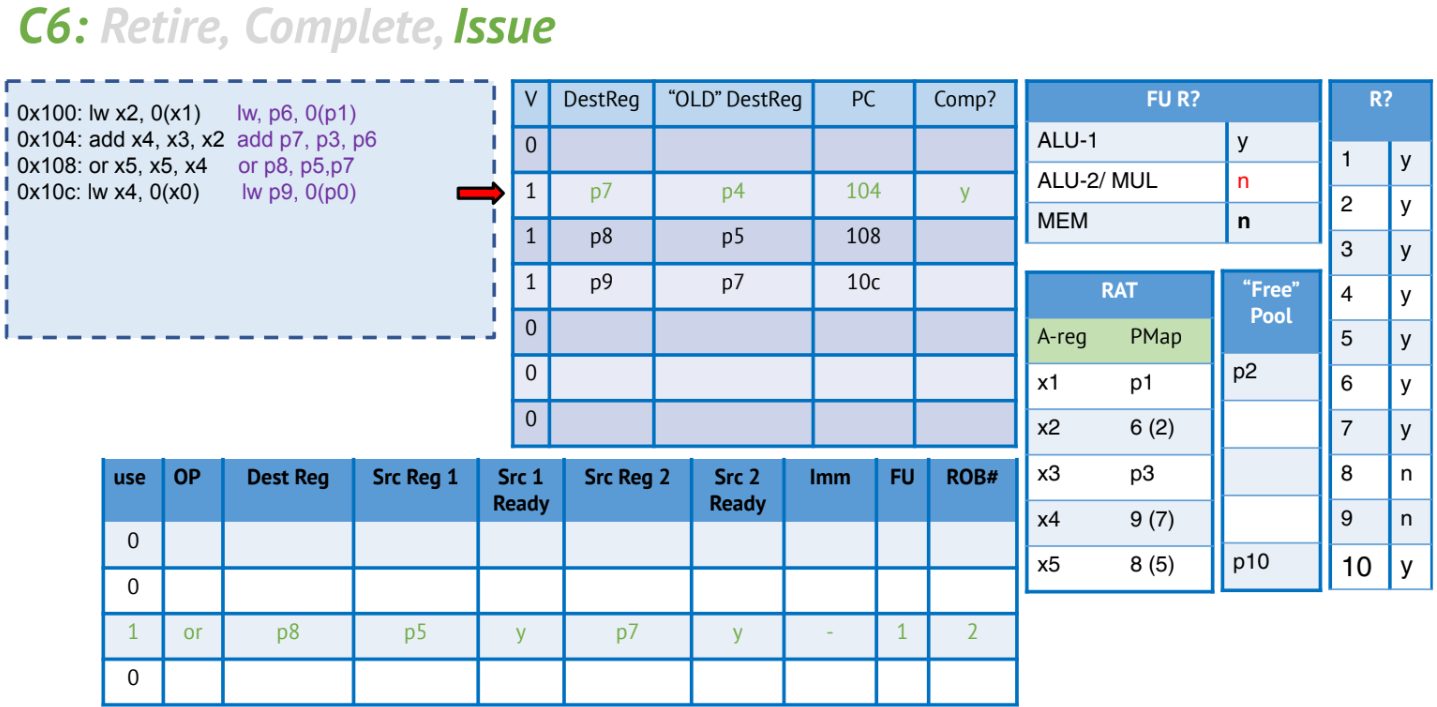 C6: Retire, Complete, Issue
0x100: lw x2, 0(x1) lw, p6, 0(p1)
0x104: add x4, x3, x2 add p7, p3, p6
0x108: or x5, x5, x4 or p8, p5,p7
0x10c: lw x4, 0(x0) lw p9, 0(p0)
V DestReg “OLD” DestReg PC Comp?
0
1 p7 p4 104 y
1 p8 p5 108
1 p9 p7 10c
0
0
0
FU R?
ALU-1 y
ALU-2/ MUL n
MEM n
R?
1 y
2 y
3 y
4 y
5 y
6 y
7 y
8 n
9 n
10 y
RAT
A-reg PMap
x1 p1
x2 6 (2)
x3 p3
x4 9 (7)
x5 8 (5)
“Free”
Pool
p2
p10
use OP Dest Reg Src Reg 1 Src 1 Ready Src Reg 2 Src 2 Ready Imm FU ROB#
0
0
1 or p8 p5 y p7 y - 1 2
0